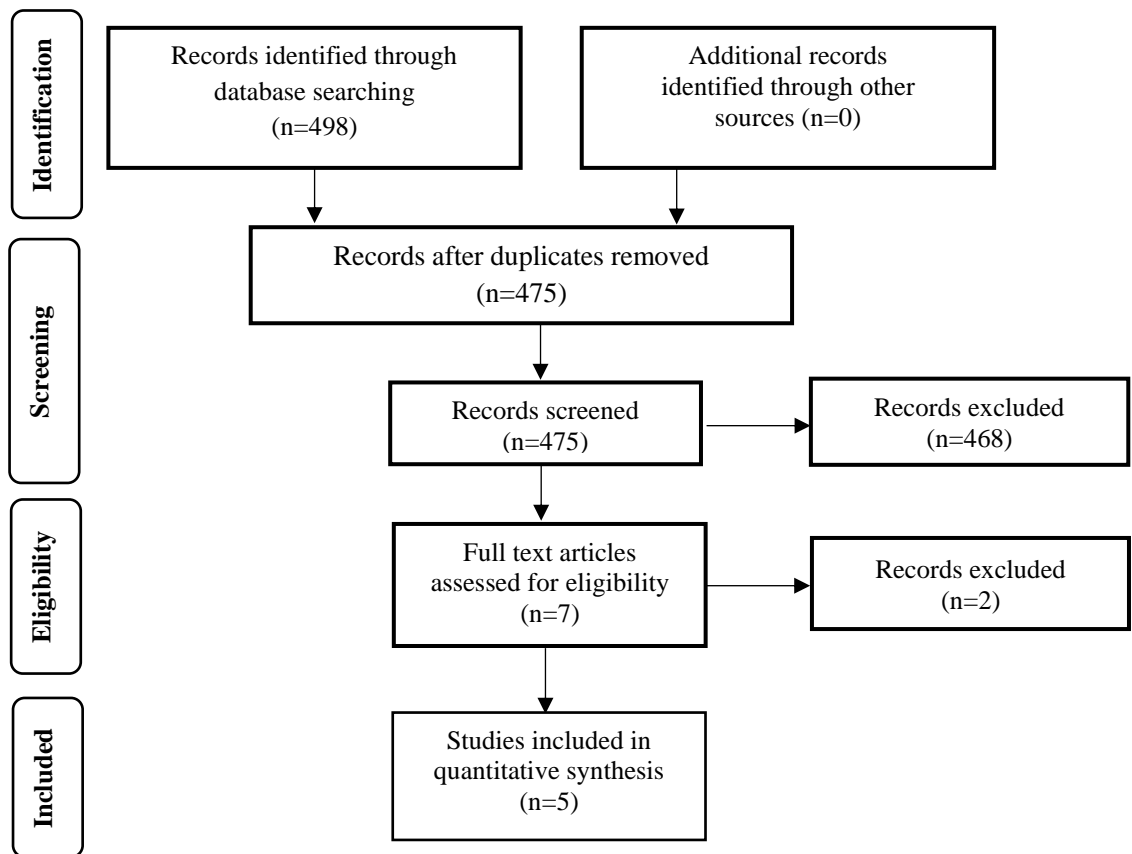 Identification
Records identified through
database searching
(n=498)
Additional records
identified through other
sources (n=0)
Screening
Records after duplicates removed
(n=475)
Records screened
(n=475)
Records excluded
(n=468)
Eligibility
Full text articles
assessed for eligibility
(n=7)
Records excluded
(n=2)
Included
Studies included in
quantitative synthesis
(n=5)